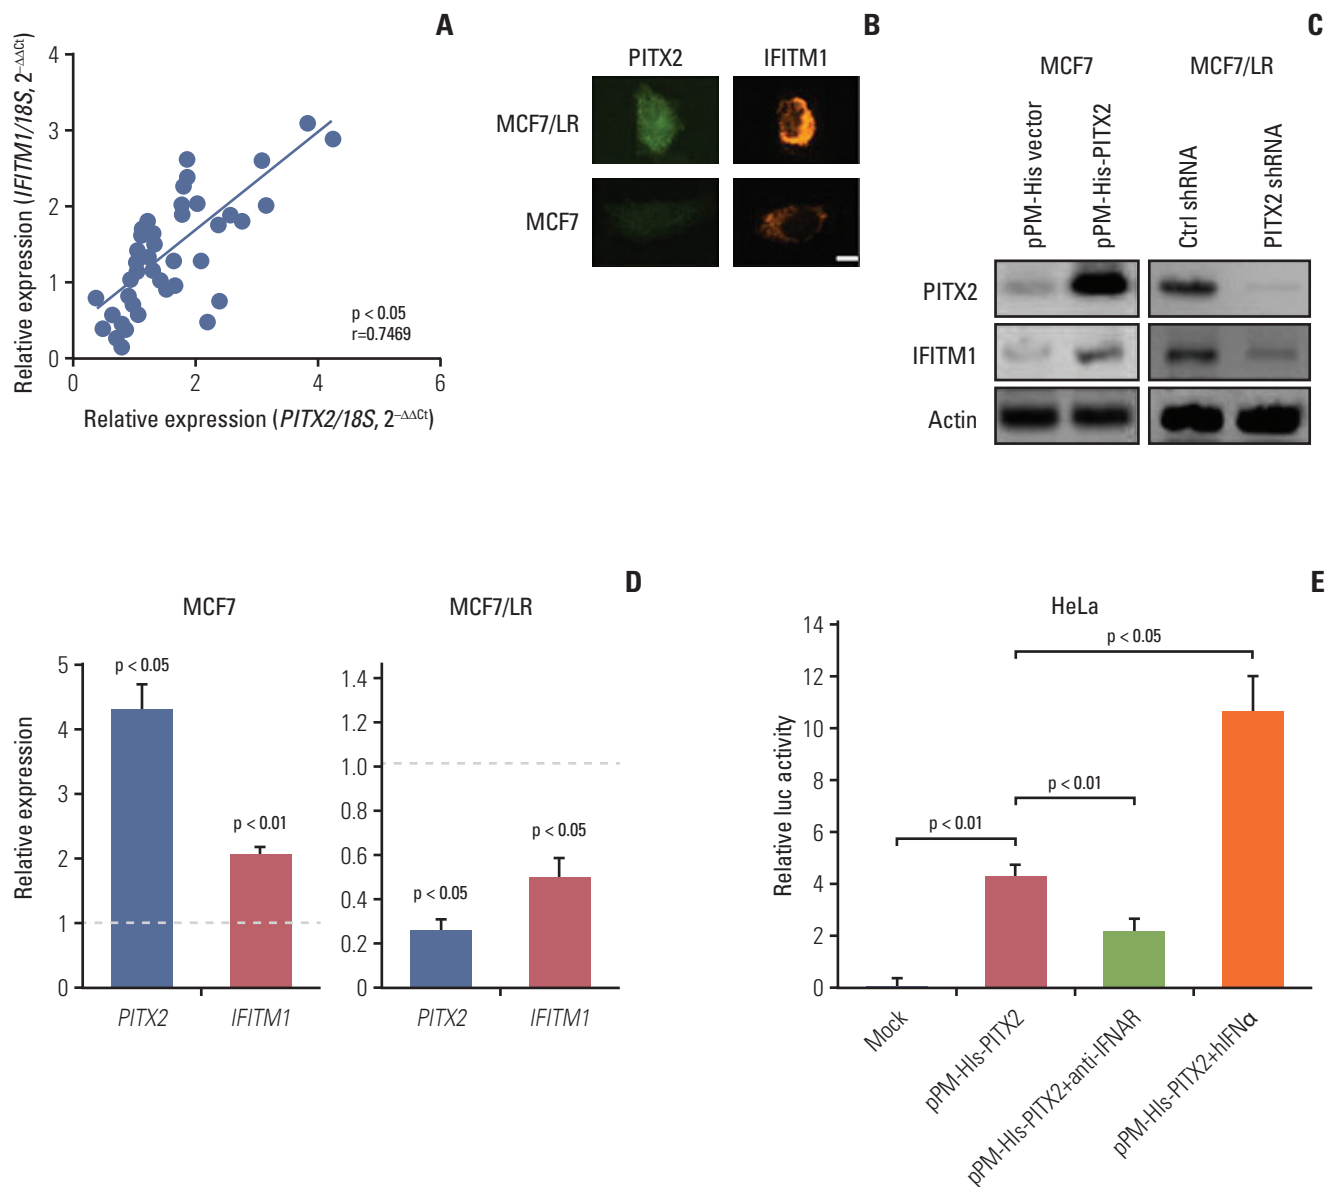 A
Relative expression (IFITM1/18S, 2–ΔΔCt)
4
3
2
1
0
p < 0.05
r=0.7469
0 2 4 6
Relative expression (PITX2/18S, 2–ΔΔCt)
B
PITX2 IFITM1
MCF7/LR
MCF7
C
MCF7 MCF7/LR
pPM-His vector
pPM-His-PITX2
Ctrl shRNA
PITX2 shRNA
PITX2
IFITM1
Actin
D
MCF7
Relative expression
5
4
3
2
1
0
p < 0.05
p < 0.01
PITX2 IFITM1
MCF7/LR
1.4
1.2
1.0
0.8
0.6
0.4
0.2
0
p < 0.05
p < 0.05
PITX2 IFITM1
E
HeLa
Relative luc activity
14
12
10
8
6
4
2
0
p < 0.05
p < 0.01
p < 0.01
Mock
pPM-HIs-PITX2
pPM-HIs-PITX2+anti-IFNAR
pPM-HIs-PITX2+hIFNα